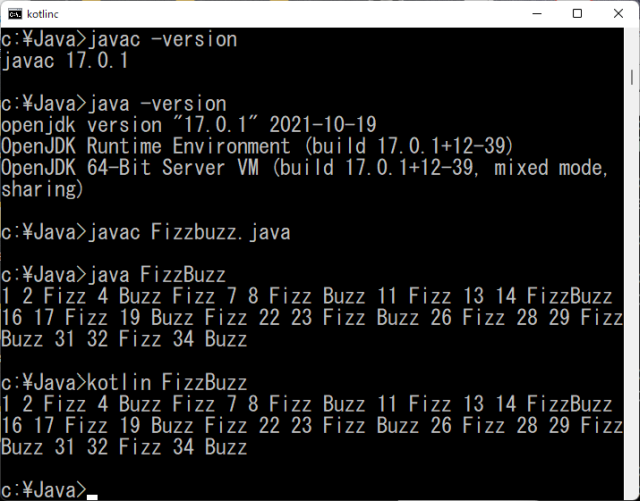 kotlinc
c:¥Java>javac -version
javac 17.0.1
c:¥Java>java -version
openjdk version "17.0.1" 2021-10-19
OpenJDK Runtime Environment (build 17.0.1+12-39)
OpenJDK 64-Bit Server VM (build 17.0.1+12-39, mixed mode,
sharing)
c:¥Java>javac Fizzbuzz.java
c:¥Java>java FizzBuzz
1 2 Fizz 4 Buzz Fizz 7 8 Fizz Buzz 11 Fizz 13 14 FizzBuzz
16 17 Fizz 19 Buzz Fizz 22 23 Fizz Buzz 26 Fizz 28 29 Fizz
Buzz 31 32 Fizz 34 Buzz
c:¥Java>kotlin FizzBuzz
1 2 Fizz 4 Buzz Fizz 7 8 Fizz Buzz 11 Fizz 13 14 FizzBuzz
16 17 Fizz 19 Buzz Fizz 22 23 Fizz Buzz 26 Fizz 28 29 Fizz
Buzz 31 32 Fizz 34 Buzz
c:¥Java>